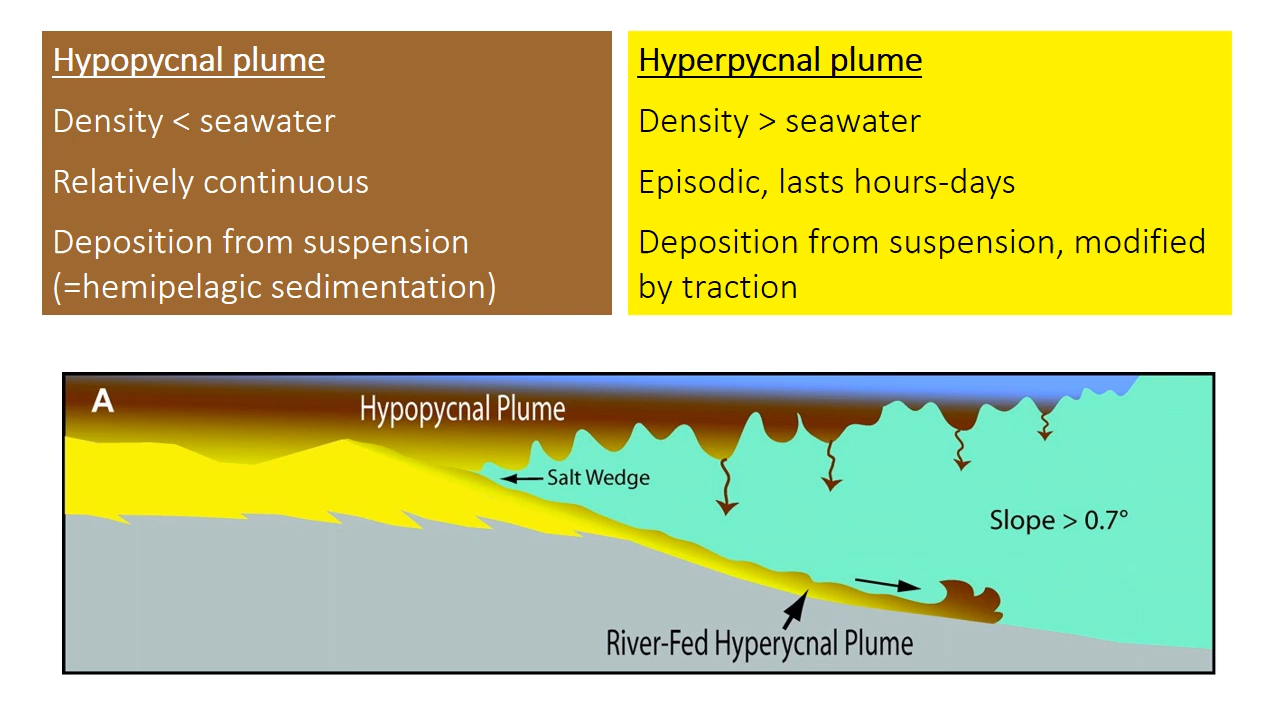 Hypopycnal plume
Density < seawater
Relatively continuous
Deposition from suspension
(=hemipelagic sedimentation)
Hyperpycnal plume
Density > seawater
Episodic, lasts hours-days
Deposition from suspension, modified
by traction
A
Hypopycnal Plume
Salt Wedge
Slope > 0.7°
River-Fed Hyperycnal Plume